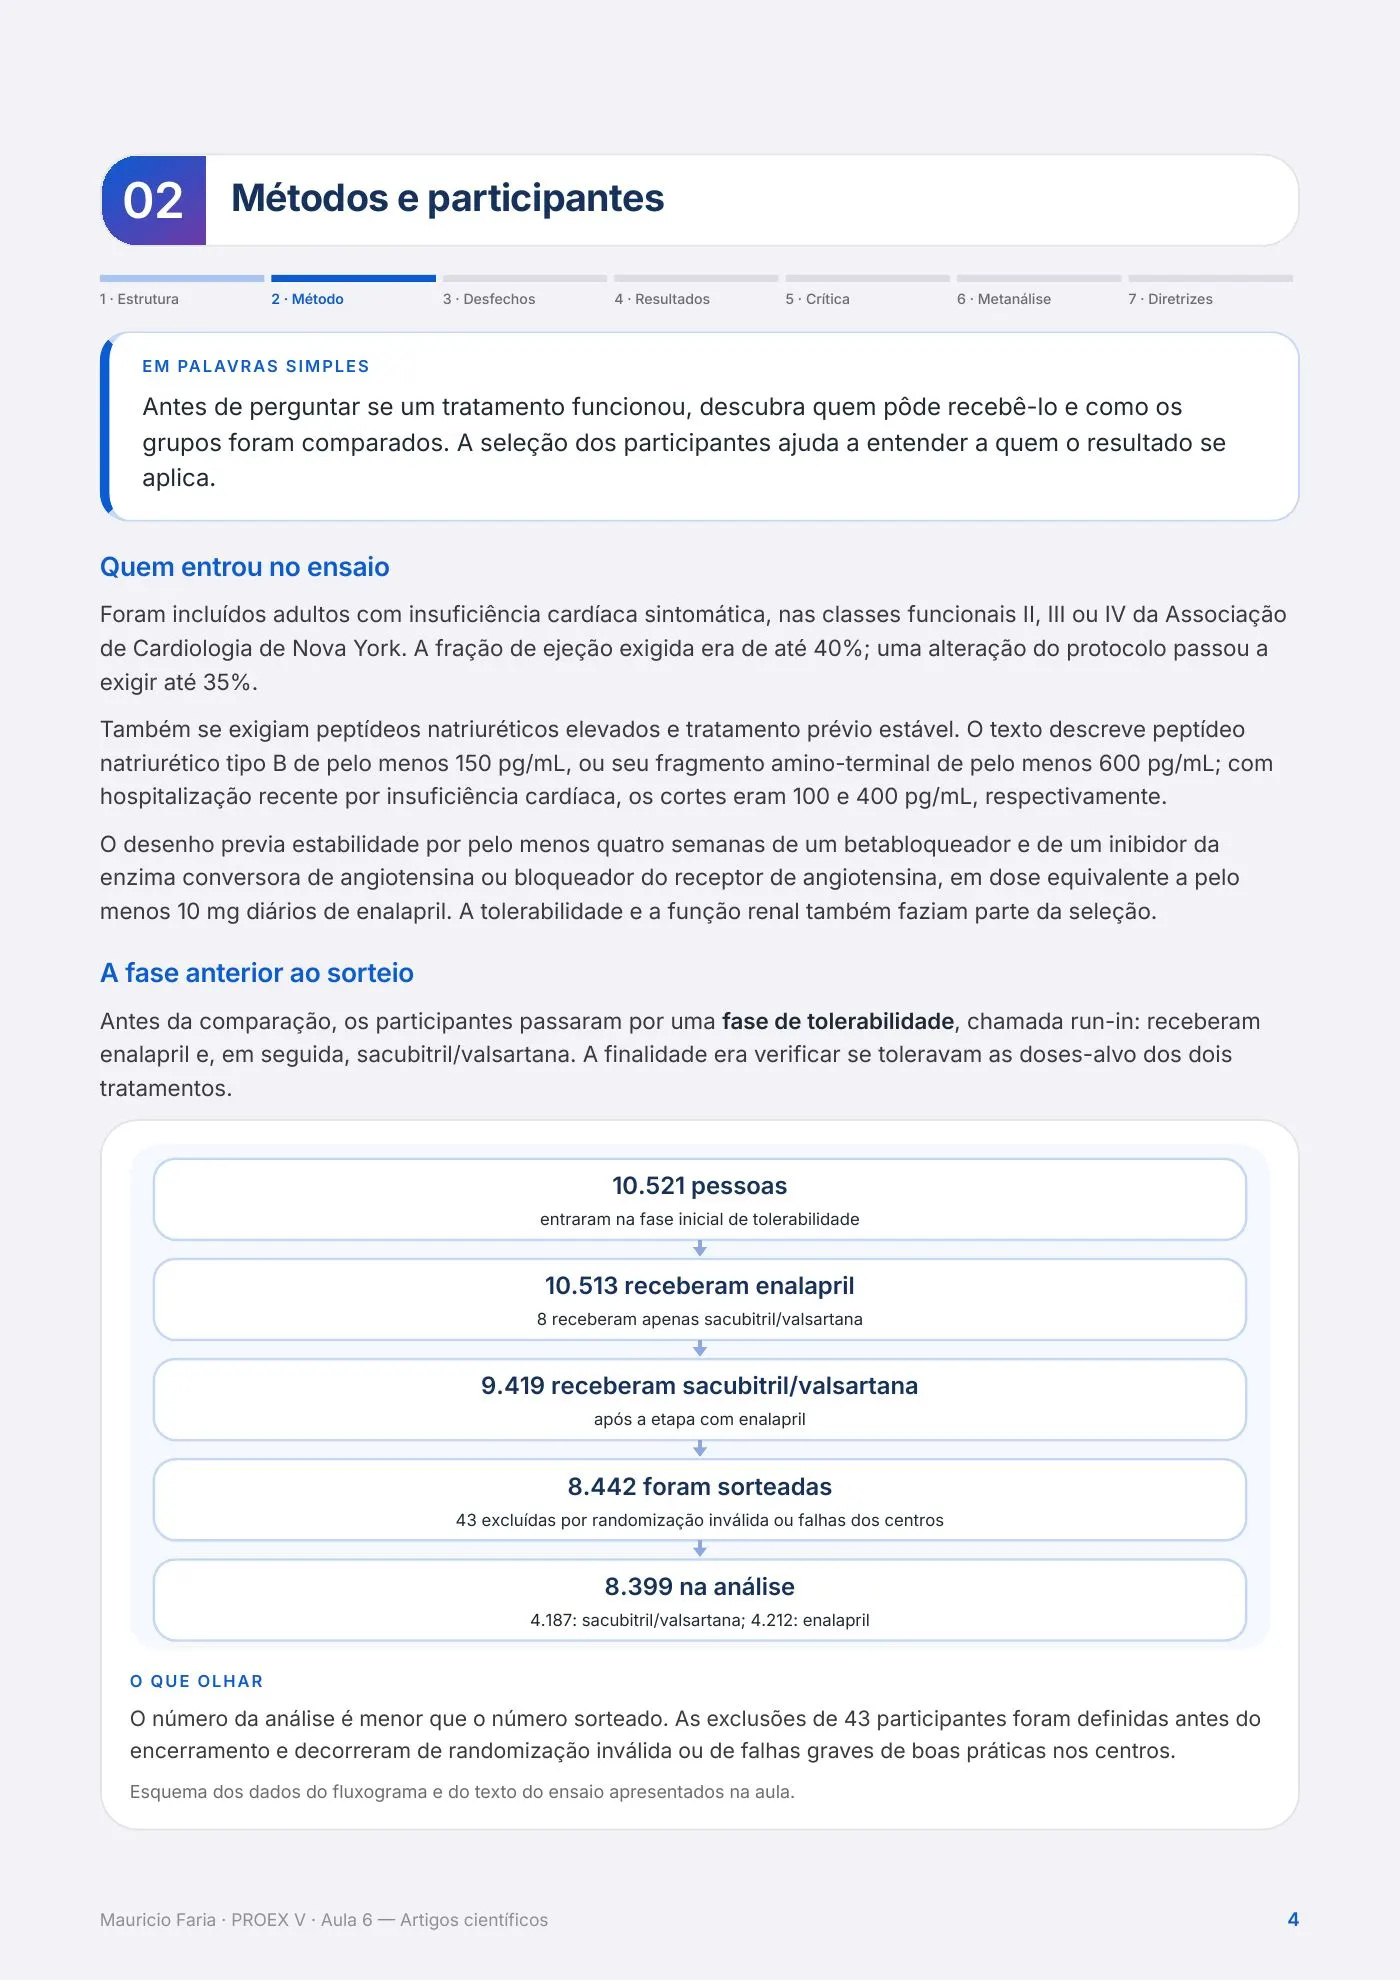 02
Métodos e participantes
1 · Estrutura
2 · Método
3 · Desfechos
4 · Resultados
5 · Crítica
6 · Metanálise
7 · Diretrizes
EM PALAVRAS SIMPLES
Antes de perguntar se um tratamento funcionou, descubra quem pôde recebê-lo e como os
grupos foram comparados. A seleção dos participantes ajuda a entender a quem o resultado se
aplica.
Quem entrou no ensaio
Foram incluídos adultos com insuficiência cardíaca sintomática, nas classes funcionais II, III ou IV da Associação
de Cardiologia de Nova York. A fração de ejeção exigida era de até 40%; uma alteração do protocolo passou a
exigir até 35%.
Também se exigiam peptídeos natriuréticos elevados e tratamento prévio estável. O texto descreve peptídeo
natriurético tipo B de pelo menos 150 pg/mL, ou seu fragmento amino-terminal de pelo menos 600 pg/mL; com
hospitalização recente por insuficiência cardíaca, os cortes eram 100 e 400 pg/mL, respectivamente.
O desenho previa estabilidade por pelo menos quatro semanas de um betabloqueador e de um inibidor da
enzima conversora de angiotensina ou bloqueador do receptor de angiotensina, em dose equivalente a pelo
menos 10 mg diários de enalapril. A tolerabilidade e a função renal também faziam parte da seleção.
A fase anterior ao sorteio
Antes da comparação, os participantes passaram por uma fase de tolerabilidade, chamada run-in: receberam
enalapril e, em seguida, sacubitril/valsartana. A finalidade era verificar se toleravam as doses-alvo dos dois
tratamentos.
10.521 pessoas
entraram na fase inicial de tolerabilidade
10.513 receberam enalapril
8 receberam apenas sacubitril/valsartana
9.419 receberam sacubitril/valsartana
após a etapa com enalapril
8.442 foram sorteadas
43 excluídas por randomização inválida ou falhas dos centros
8.399 na análise
4.187: sacubitril/valsartana; 4.212: enalapril
O QUE OLHAR
O número da análise é menor que o número sorteado. As exclusões de 43 participantes foram definidas antes do
encerramento e decorreram de randomização inválida ou de falhas graves de boas práticas nos centros.
Esquema dos dados do fluxograma e do texto do ensaio apresentados na aula.
Mauricio Faria · PROEX V · Aula 6 — Artigos científicos
4